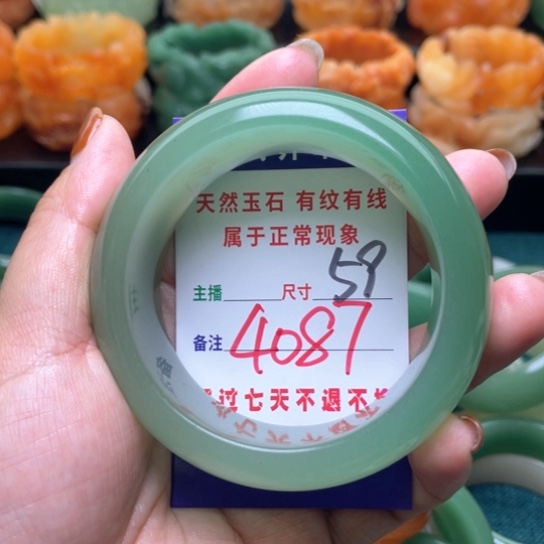 天然玉石 有纹有线
属于正常现象
主播 尺寸 59
备注 4087
过七天不退不